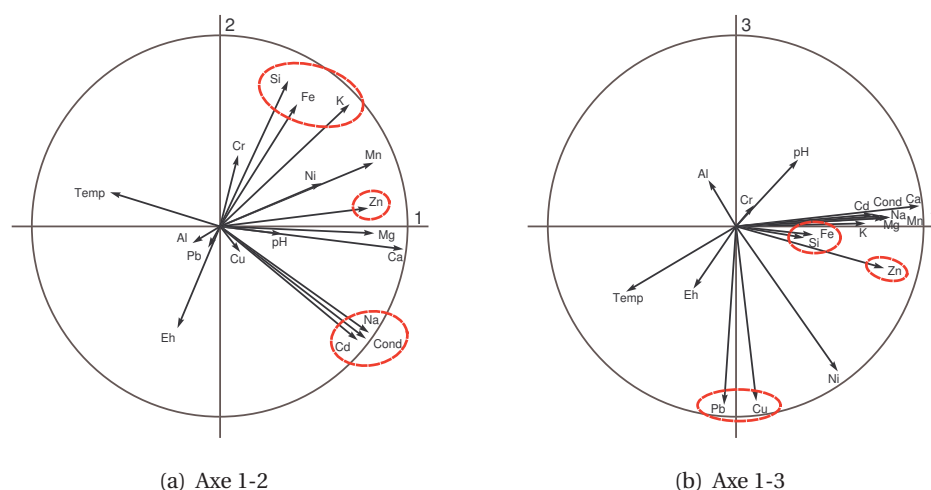 2
Si
Fe
K
Cr
Mn
Ni
Temp
Zn
1
Al
pH
Mg
Pb
Cu
Ca
Eh
Na
Cd
Cond
(a) Axe 1-2
3
pH
Al
Cr
Cd Cond Ca
Na
Mg Mn
K
Fe
Si
Zn
Temp
Eh
Ni
Pb
Cu
(b) Axe 1-3